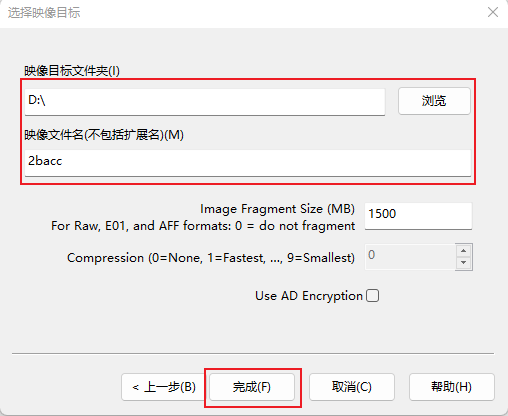 选择映像目标
映像目标文件夹(I)
D:\
浏览
映像文件名(不包括扩展名)(M)
2bacc
Image Fragment Size (MB)
1500
For Raw, E01, and AFF formats: 0 = do not fragment
Compression (0=None, 1=Fastest, ..., 9=Smallest)
0
Use AD Encryption
< 上一步(B)
完成(F)
取消(C)
帮助(H)